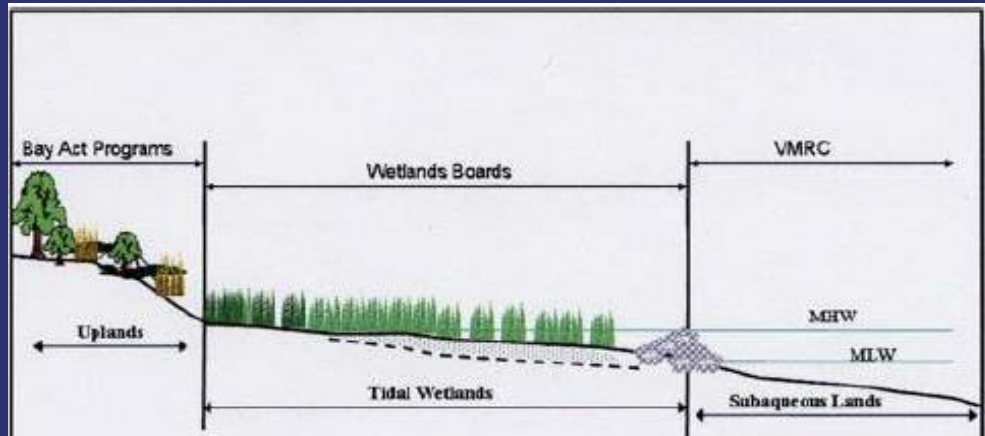 Bay Act Programs
Wetlands Boards
VMRC
MHW
MLW
Uplands
Tidal Wetlands
Subaqueous Lands